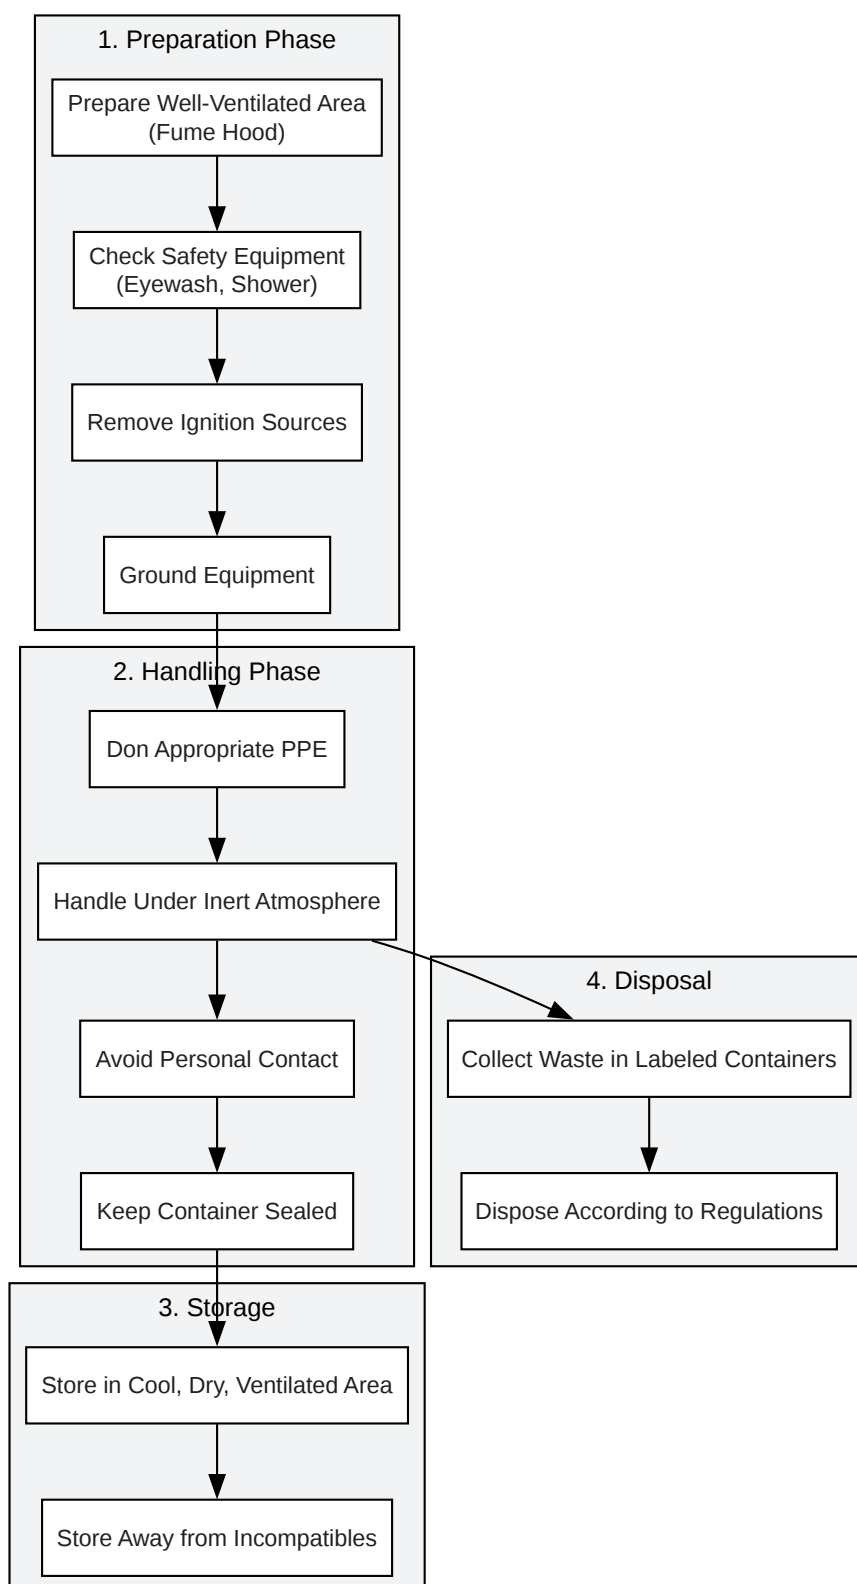 1. Preparation Phase
Prepare Well-Ventilated Area
(Fume Hood)
Check Safety Equipment
(Eyewash, Shower)
Remove Ignition Sources
Ground Equipment
2. Handling Phase
Don Appropriate PPE
Handle Under Inert Atmosphere
Avoid Personal Contact
Keep Container Sealed
4. Disposal
Collect Waste in Labeled Containers
Dispose According to Regulations
3. Storage
Store in Cool, Dry, Ventilated Area
Store Away from Incompatibles